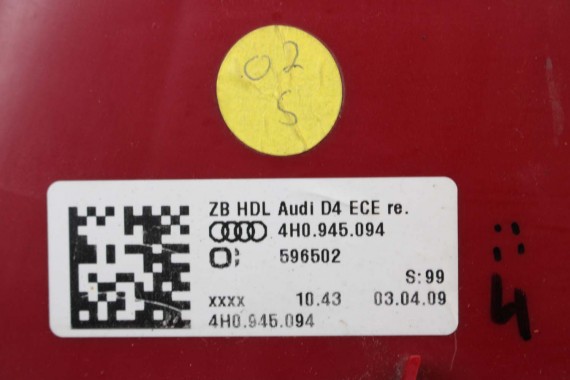 02
S
ZB HDL Audi D4 ECE re.
4H0.945.094
596502
S:99
xxxx 10.43 03.04.09
4H0.945.094